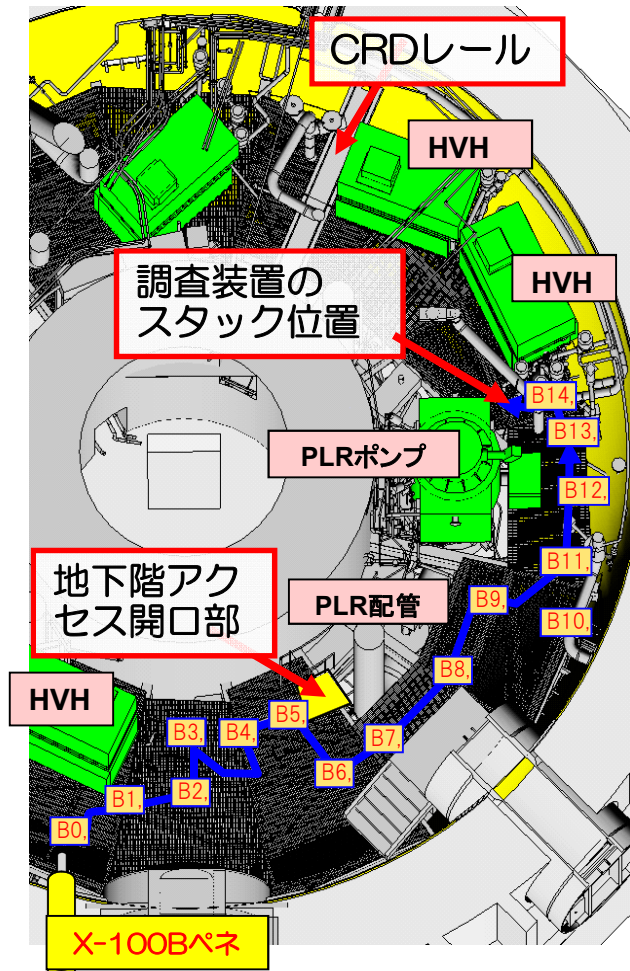 CRDレール
HVH
調査装置の
スタック位置
HVH
B14,
B13,
PLRポンプ
B12,
地下階アク
セス開口部
B11,
PLR配管
B9,
B10,
B8,
HVH
B5,
B3,
B4,
B7,
B6,
B2,
B1,
B0,
X-100Bペネ